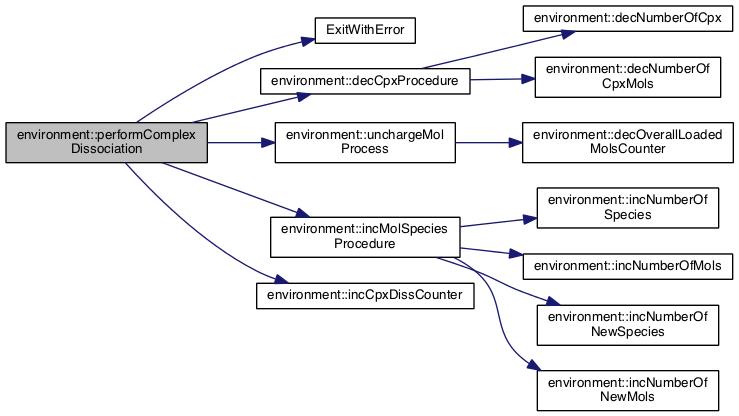 environment::performComplex
Dissociation
ExitWithError
environment::decCpxProcedure
environment::decNumberOfCpx
environment::decNumberOf
CpxMols
environment::unchargeMol
Process
environment::decOverallLoaded
MolsCounter
environment::incMolSpecies
Procedure
environment::incNumberOf
Species
environment::incNumberOfMols
environment::incNumberOf
NewSpecies
environment::incNumberOf
NewMols
environment::incCpxDissCounter